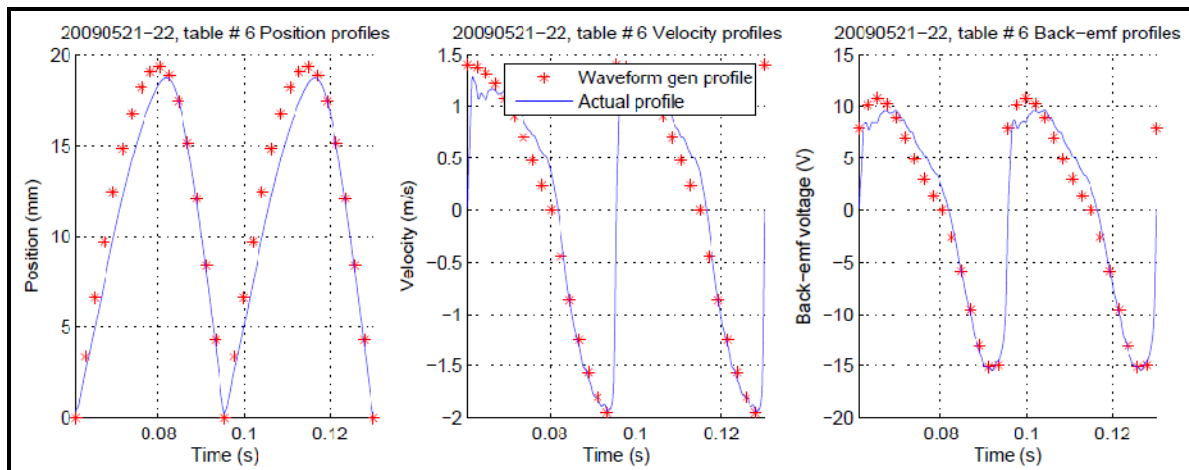 20090521-22, table # 6 Position profiles
20
15
10
5
0
Position (mm)
0.08
0.1
0.12
Time (s)
20090521-22, table # 6 Velocity profiles
1.5
1
0.5
0
-0.5
-1
-1.5
-2
Velocity (m/s)
Waveform gen profile
Actual profile
0.08
0.1
0.12
Time (s)
20090521-22, table # 6 Back-emf profiles
15
10
5
0
-5
-10
-15
-20
Back-emf voltage (V)
0.08
0.1
0.12
Time (s)